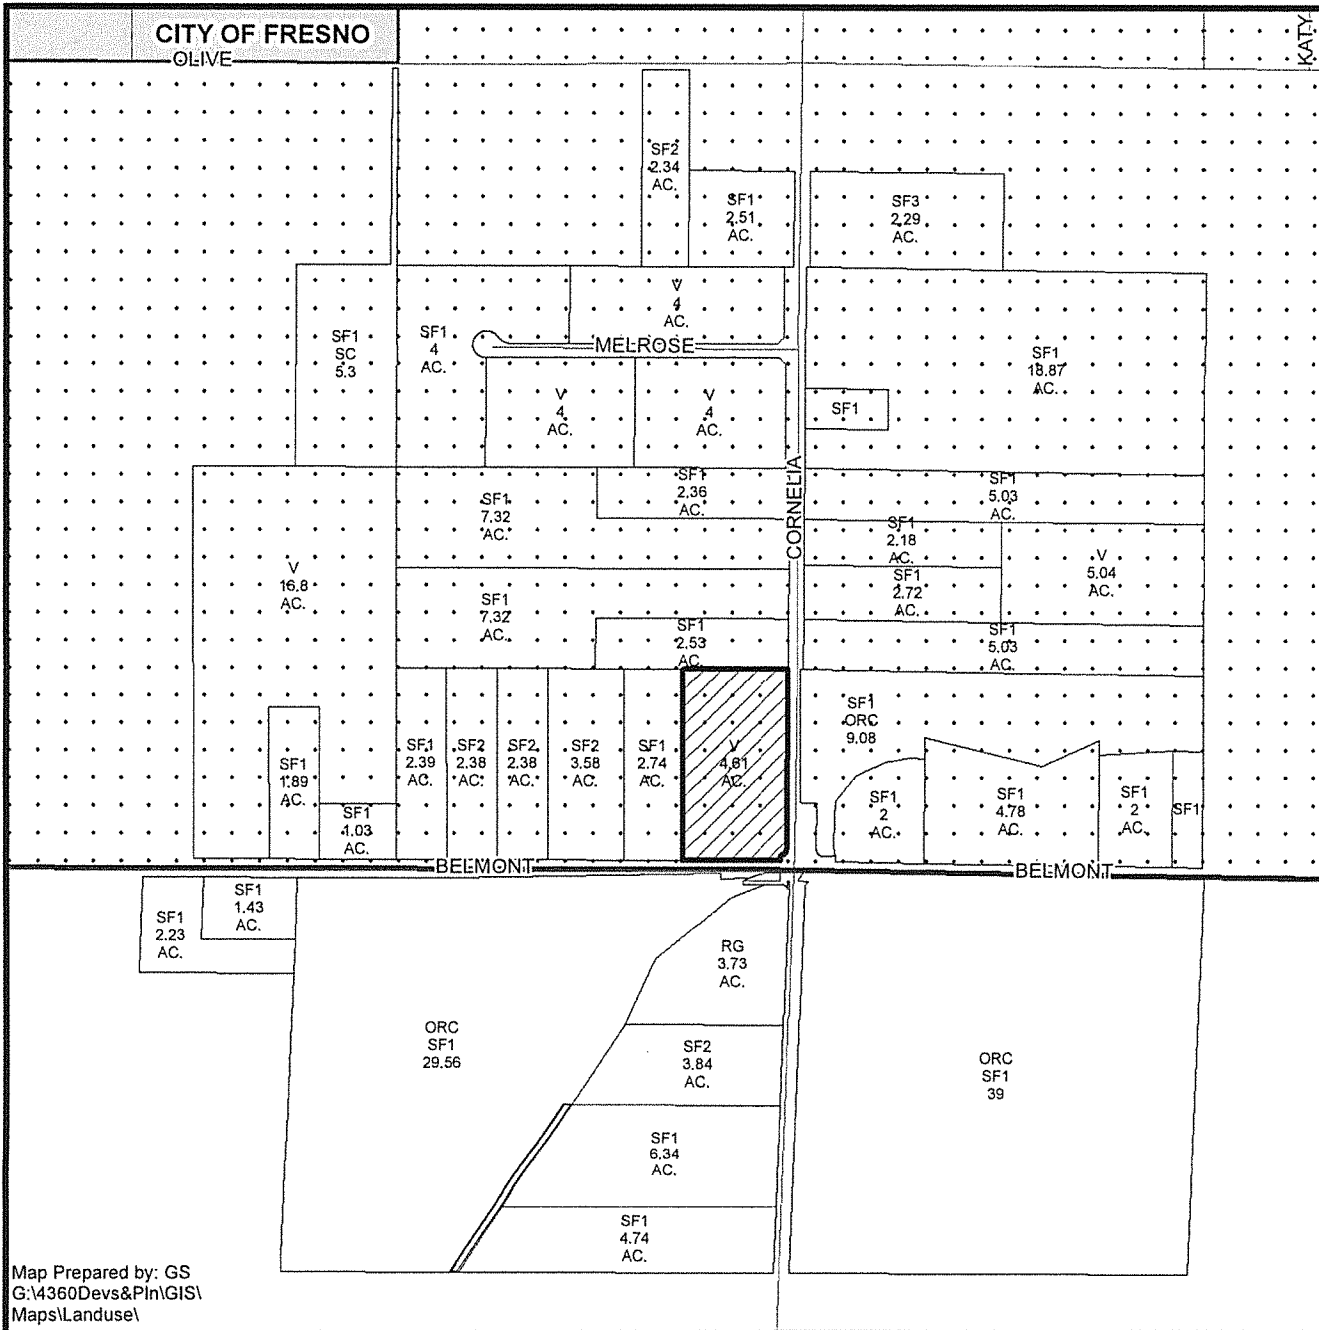 CITY OF FRESNO
OLIVE
KATY
SF2
2.34
AC.
SF1
2.51
AC.
SF3
2.29
AC.
V
4
AC.
SF1
SC
5.3
SF1
4
AC.
MELROSE
SF1
18.87
AC.
V
4
AC.
V
4
AC.
SF1
CORNELIA
SF1
2.36
AC.
SF1
7.32
AC.
SF1
5.03
AC.
SF1
2.18
AC.
V
16.8
AC.
V
5.04
AC.
SF1
2.72
AC.
SF1
7.32
AC.
SF1
2.53
AC.
SF1
5.03
AC.
SF1
ORC
9.08
SF1
1.89
AC.
SF1
2.39
AC.
SF2
2.38
AC.
SF2
2.38
AC.
SF2
3.58
AC.
SF1
2.74
AC.
V
4.61
AC.
SF1
2
AC.
SF1
4.78
AC.
SF1
2
AC.
SF1
SF1
1.03
AC.
BELMONT
BELMONT
SF1
1.43
AC.
SF1
2.23
AC.
RG
3.73
AC.
ORC
SF1
29.56
SF2
3.84
AC.
ORC
SF1
39
SF1
6.34
AC.
SF1
4.74
AC.
Map Prepared by: GS
G:\4360Devs&Pln\GIS\
Maps\Landuse\